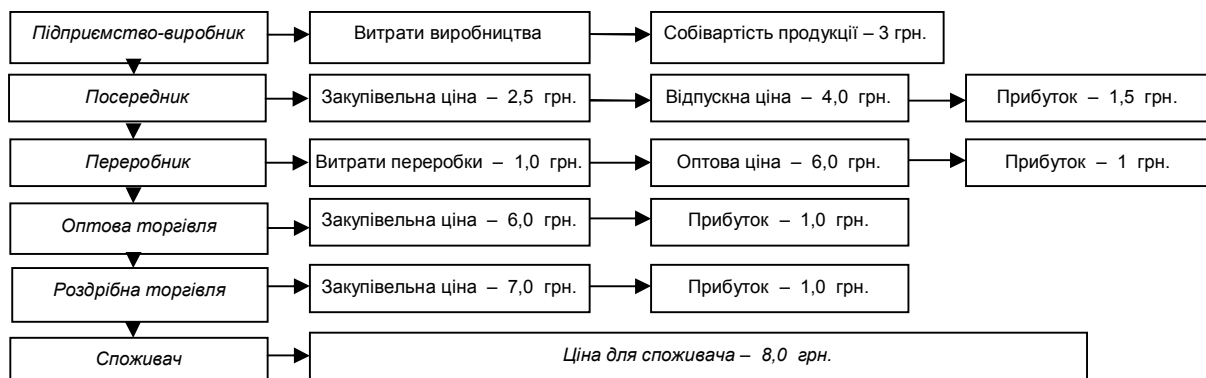 Підприємство-виробник
Витрати виробництва
Собівартість продукції – 3 грн.
Посередник
Закупівельна ціна – 2,5 грн.
Відпускна ціна – 4,0 грн.
Прибуток – 1,5 грн.
Переробник
Витрати переробки – 1,0 грн.
Оптова ціна – 6,0 грн.
Прибуток – 1 грн.
Оптова торгівля
Закупівельна ціна – 6,0 грн.
Прибуток – 1,0 грн.
Роздрібна торгівля
Закупівельна ціна – 7,0 грн.
Прибуток – 1,0 грн.
Споживач
Ціна для споживача – 8,0 грн.